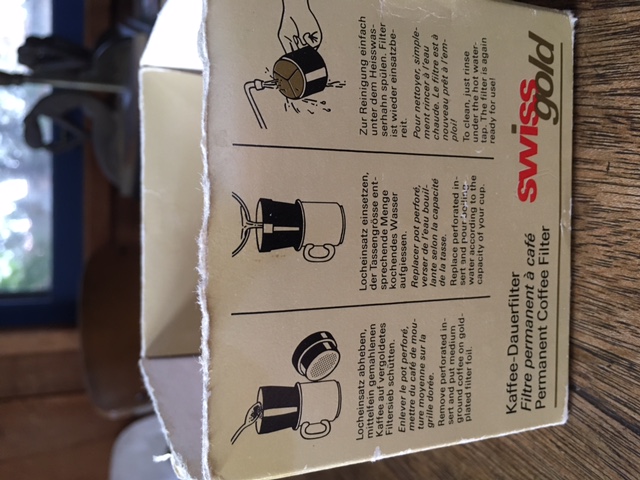 Locheinsatz abheben,
mittelfein gemahlenen
Kaffee auf vergoldetes
Filtersieb schütten.
Enlever le pot perforé,
mettre du café de mou-
ture moyenne sur la
grille dorée.
Remove perforated in-
sert and put medium
ground coffee on gold-
plated filter foil.
Locheinsatz einsetzen,
der Tassengrösse ent-
sprechende Menge
kochendes Wasser
aufgiessen.
Replacer pot perforé,
verser de l'eau bouil-
lante selon la capacité
de la tasse.
Replace perforated in-
sert and pour boiling
water according to the
capacity of your cup.
Zur Reinigung einfach
unter dem Heisswas-
serhahn spülen. Filter
ist wieder einsatzbe-
reit.
Pour nettoyer, simple-
ment rincer à l'eau
chaude. Le filtre est à
nouveau prêt à l'em-
ploi!
To clean, just rinse
under the hot water-
tap. The filter is again
ready for use!
Kaffee-Dauerfilter
Filtre permanent à café
Permanent Coffee Filter
swiss
gold